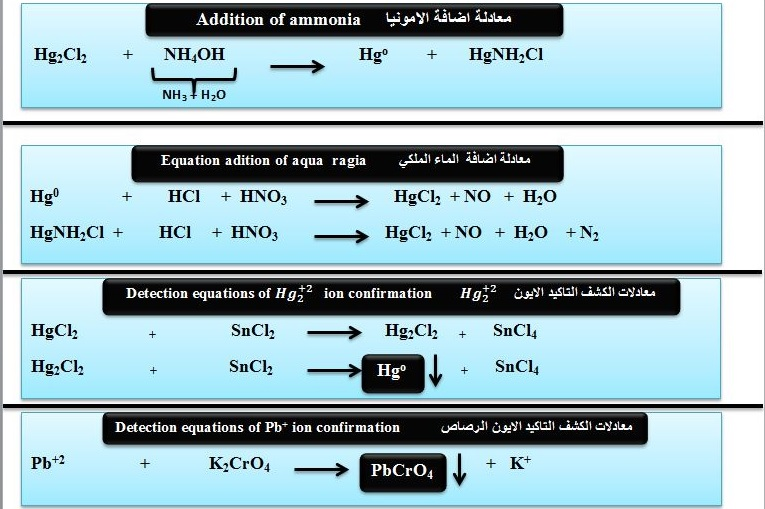 Addition of ammonia معادلة اضافة الامونيا
Hg₂Cl₂ + NH₄OH ⟶ Hg⁰ + HgNH₂Cl
NH₃ + H₂O
Equation adition of aqua ragia معادلة اضافة الماء الملكي
Hg⁰ + HCl + HNO₃ ⟶ HgCl₂ + NO + H₂O
HgNH₂Cl + HCl + HNO₃ ⟶ HgCl₂ + NO + H₂O + N₂
Detection equations of Hg₂⁺² ion confirmation معادلات الكشف التاكيد الايون Hg₂⁺²
HgCl₂ + SnCl₂ ⟶ Hg₂Cl₂ + SnCl₄
Hg₂Cl₂ + SnCl₂ ⟶ Hg⁰ ↓ + SnCl₄
Detection equations of Pb⁺ ion confirmation معادلات الكشف التاكيد الايون الرصاص
Pb⁺² + K₂CrO₄ ⟶ PbCrO₄ ↓ + K⁺